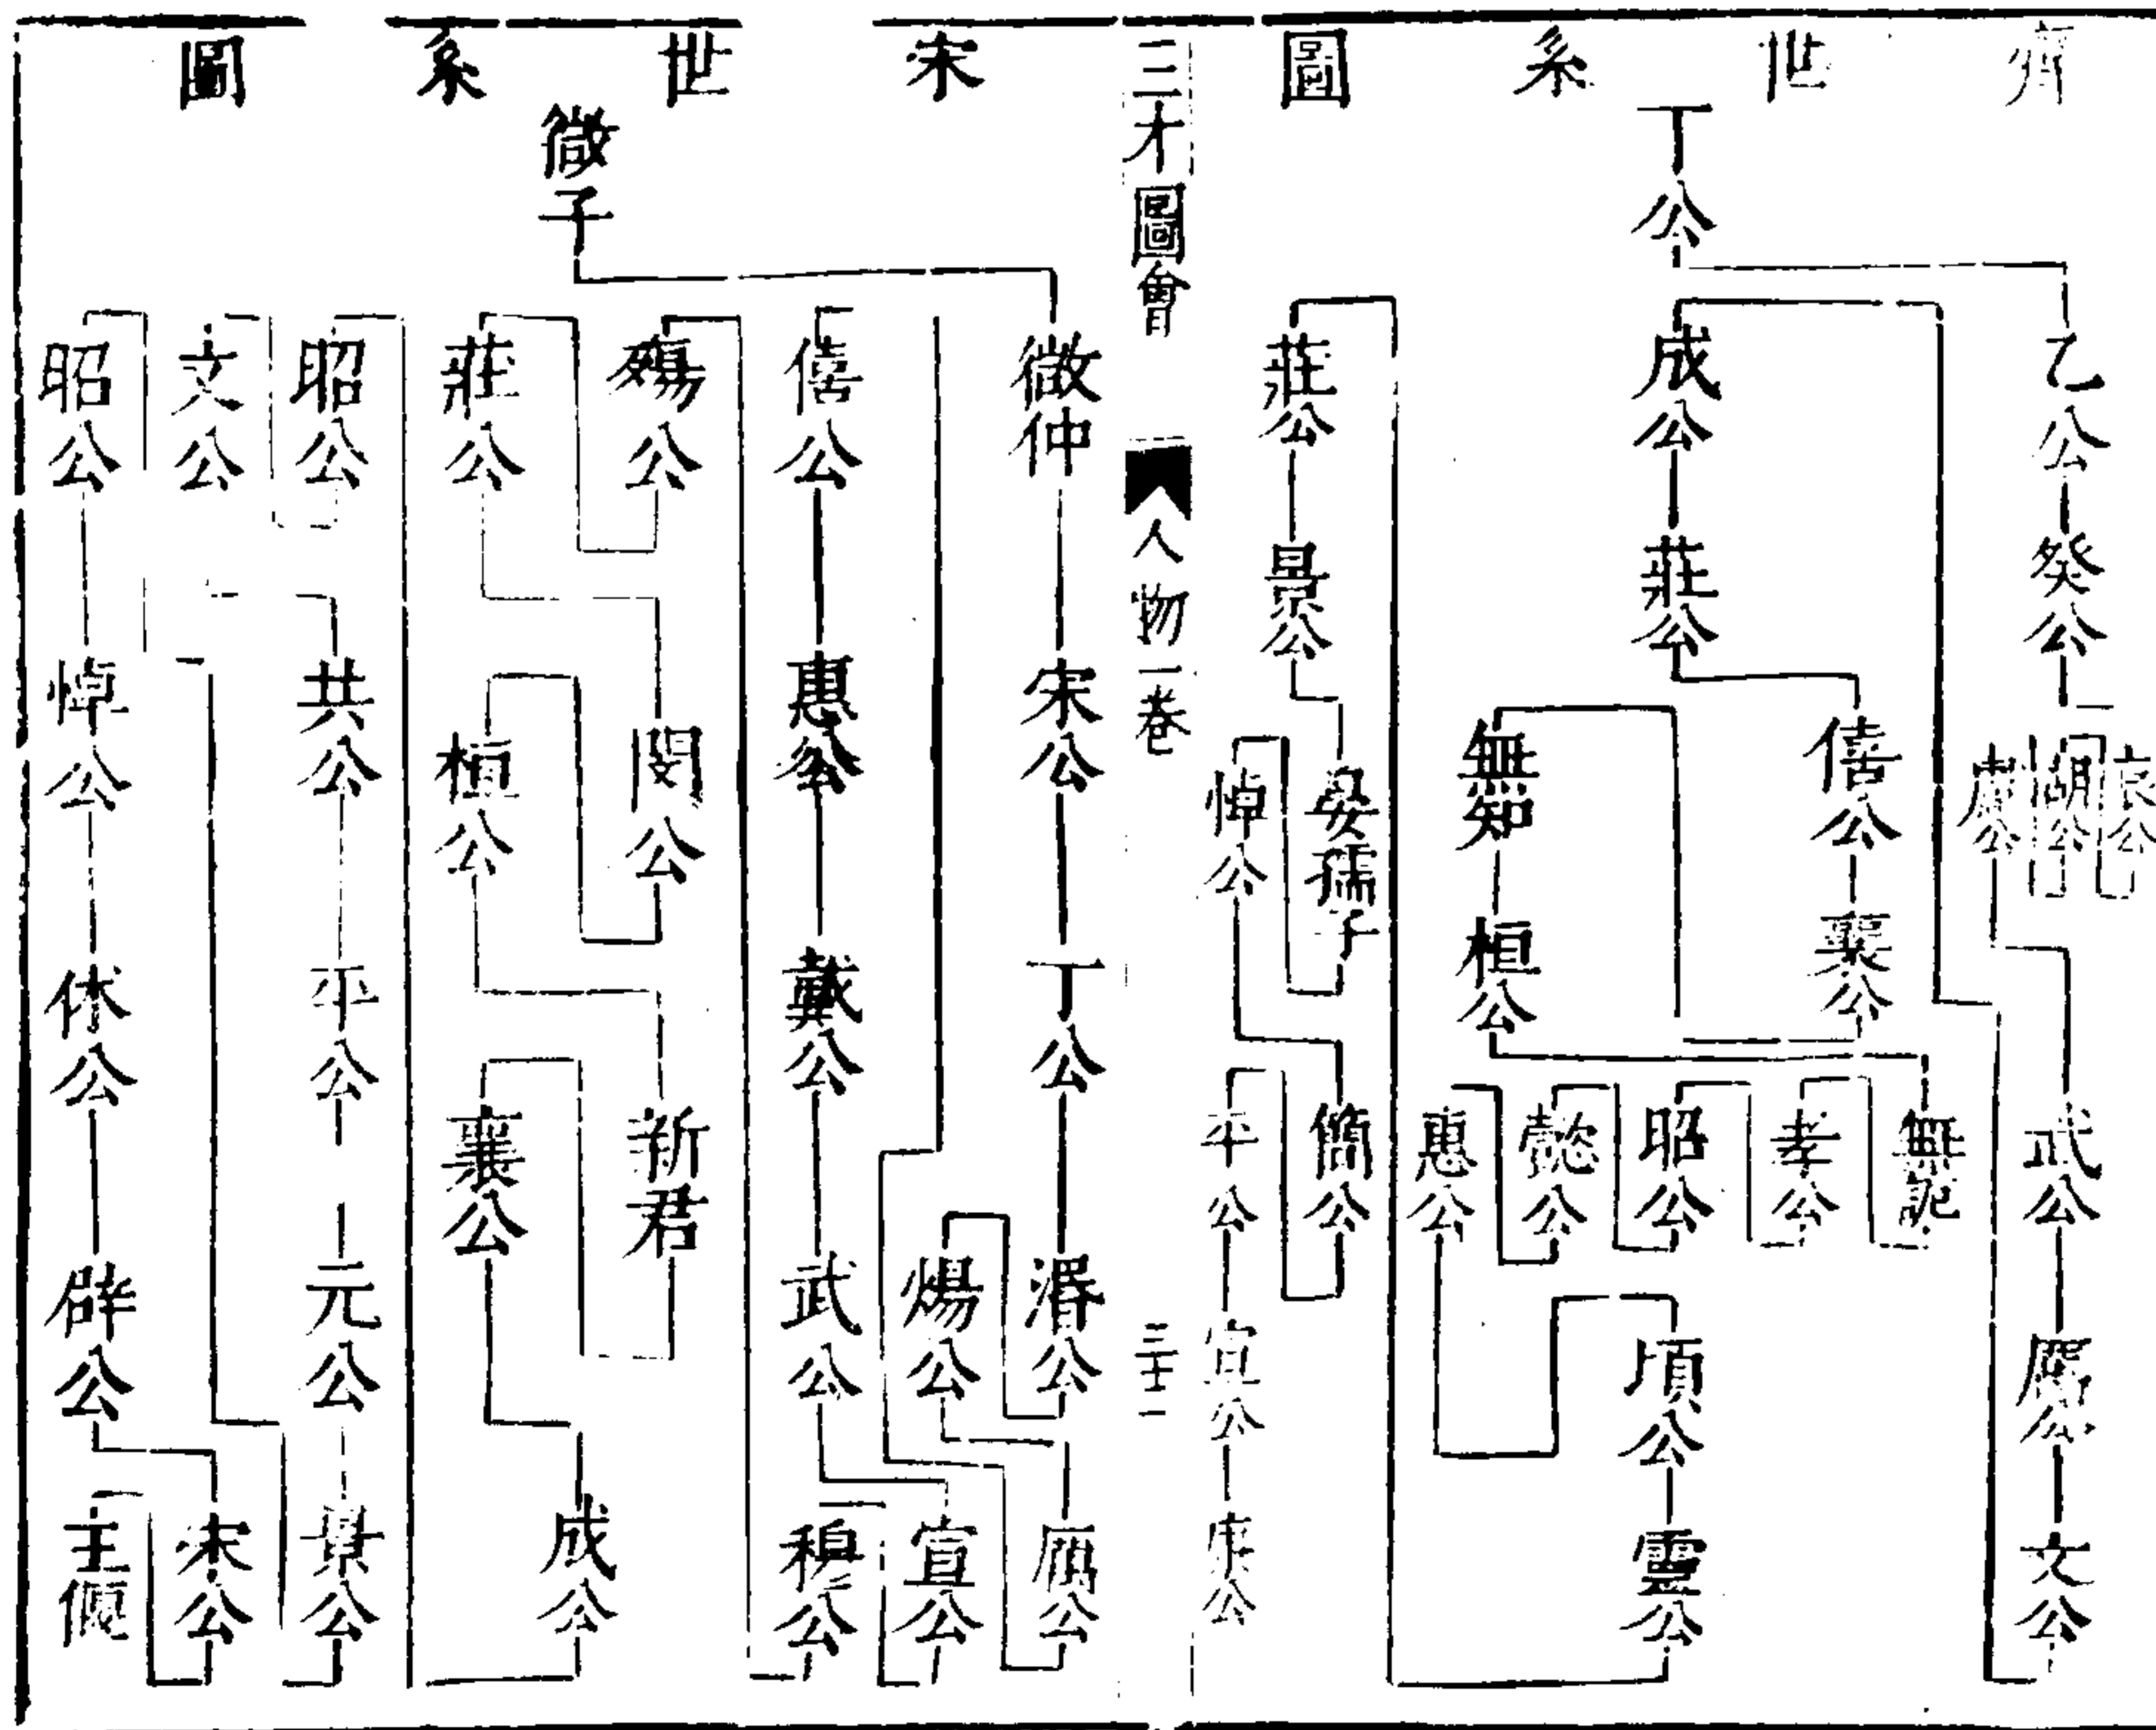 齊世系圖
丁公
乙公
癸公
哀公
胡公
武公
厲公
文公
成公
莊公
僖公
襄公
無知
桓公
無詭
孝公
昭公
懿公
惠公
頃公
靈公
莊公
景公
晏孺子
悼公
簡公
平公
宣公
康公
三才圖會
人物一卷
三十一
宋世系圖
微子
微仲
宋公
丁公
湣公
煬公
厲公
僖公
惠公
戴公
武公
宣公
穆公
殤公
莊公
閔公
桓公
新君
襄公
成公
昭公
文公
共公
平公
元公
景公
昭公
悼公
休公
辟公
宋公
王偃